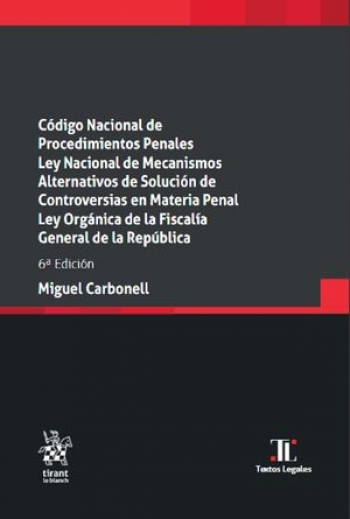 Código Nacional de
Procedimientos Penales
Ley Nacional de Mecanismos
Alternativos de Solución de
Controversias en Materia Penal
Ley Orgánica de la Fiscalía
General de la República
6ª Edición
Miguel Carbonell
tirant
lo blanch
TL
Textos Legales